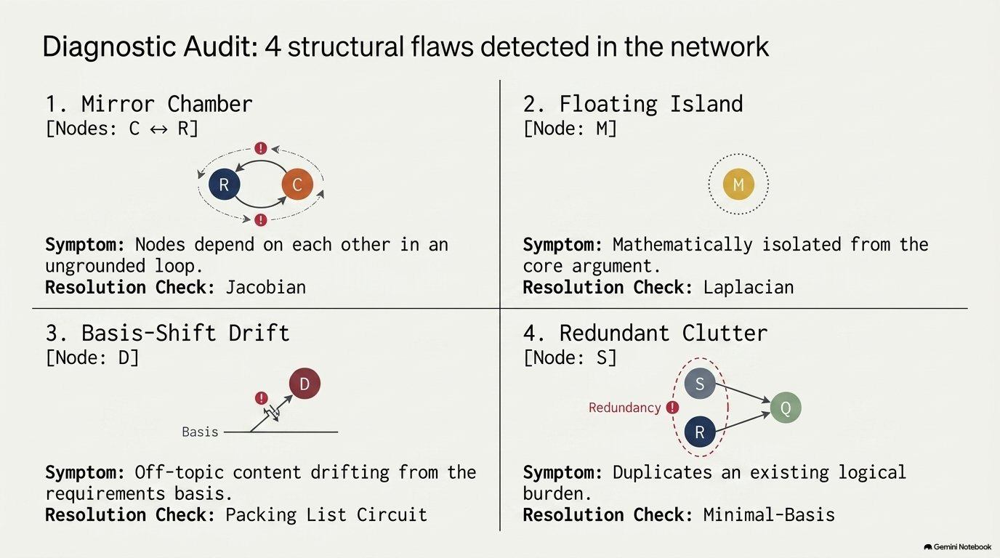 Diagnostic Audit: 4 structural flaws detected in the network
1. Mirror Chamber
[Nodes: C ↔ R]
!
R
C
!
Symptom: Nodes depend on each other in an
ungrounded loop.
Resolution Check: Jacobian
2. Floating Island
[Node: M]
M
Symptom: Mathematically isolated from the
core argument.
Resolution Check: Laplacian
3. Basis-Shift Drift
[Node: D]
D
!
Basis
Symptom: Off-topic content drifting from the
requirements basis.
Resolution Check: Packing List Circuit
4. Redundant Clutter
[Node: S]
S
Redundancy !
Q
R
Symptom: Duplicates an existing logical
burden.
Resolution Check: Minimal-Basis
Gemini Notebook